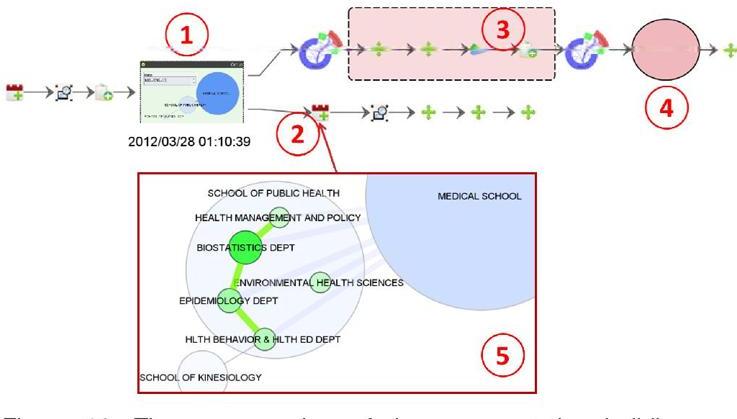 1
3
4
2
2012/03/28 01:10:39
SCHOOL OF PUBLIC HEALTH
MEDICAL SCHOOL
HEALTH MANAGEMENT AND POLICY
BIOSTATISTICS DEPT
ENVIRONMENTAL HEALTH SCIENCES
EPIDEMIOLOGY DEPT
HLTH BEHAVIOR & HLTH ED DEPT
SCHOOL OF KINESIOLOGY
5